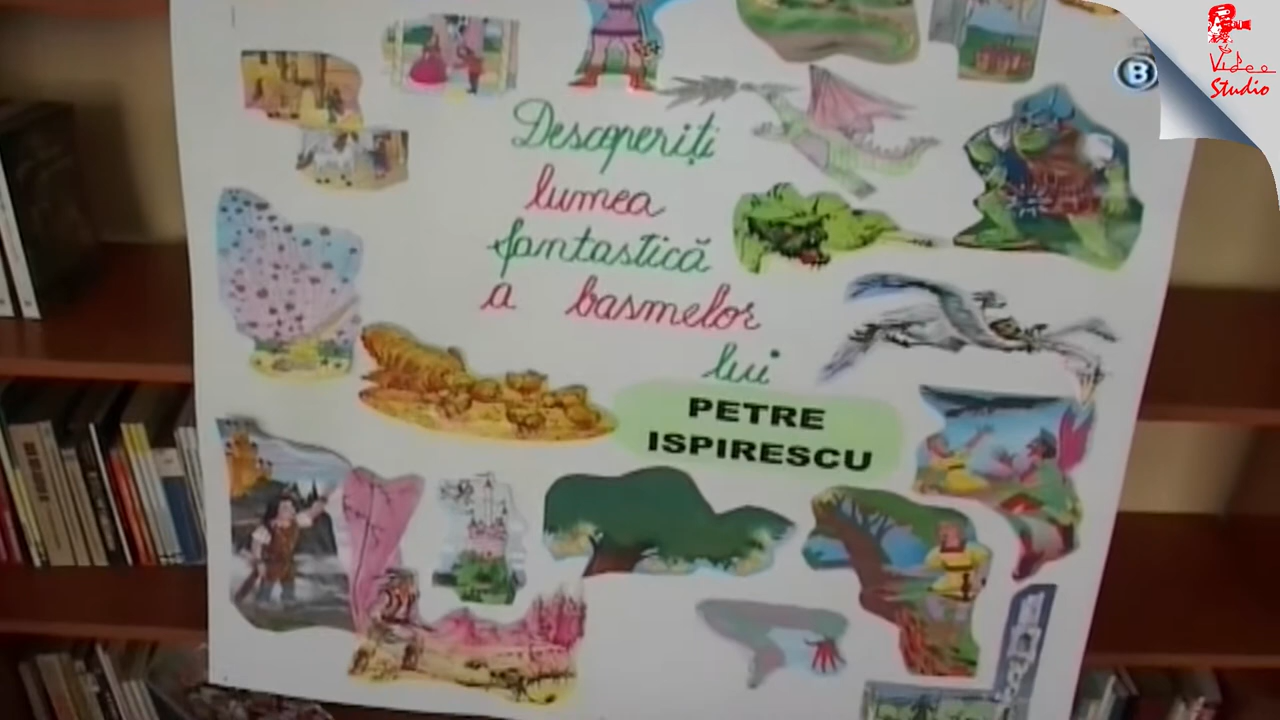 Descoperiți
lumea
fantastică
a basmelor
lui
PETRE
ISPIRESCU
B
Video
Studio